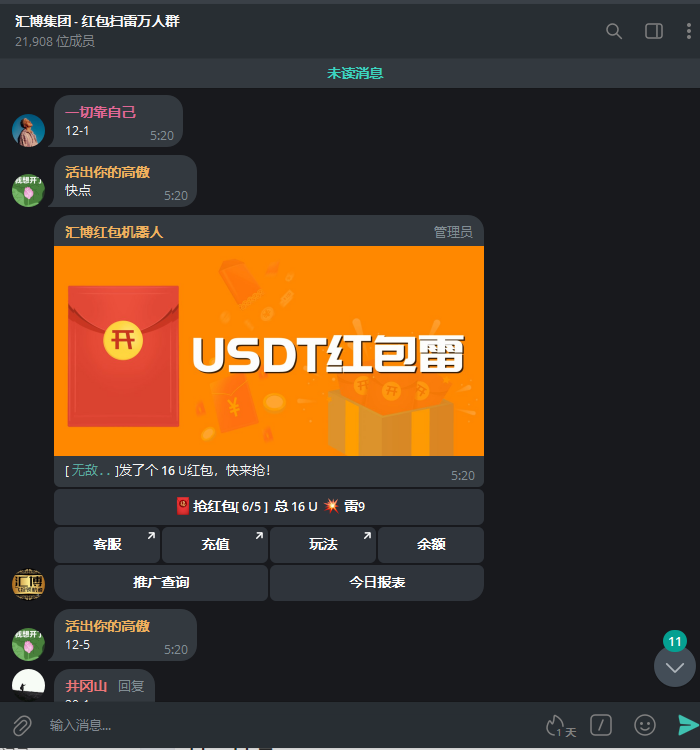 汇博集团 - 红包扫雷万人群
21,908 位成员
未读消息
一切靠自己
12-1
5:20
活出你的高傲
快点
5:20
汇博红包机器人
管理员
USDT红包雷
[ 无敌. . ]发了个 16 U红包，快来抢！
5:20
抢红包[ 6/5 ] 总 16 U 💥 雷9
客服
充值
玩法
余额
推广查询
今日报表
汇博
活出你的高傲
12-5
5:20
11
井冈山 回复
输入消息...
1 天